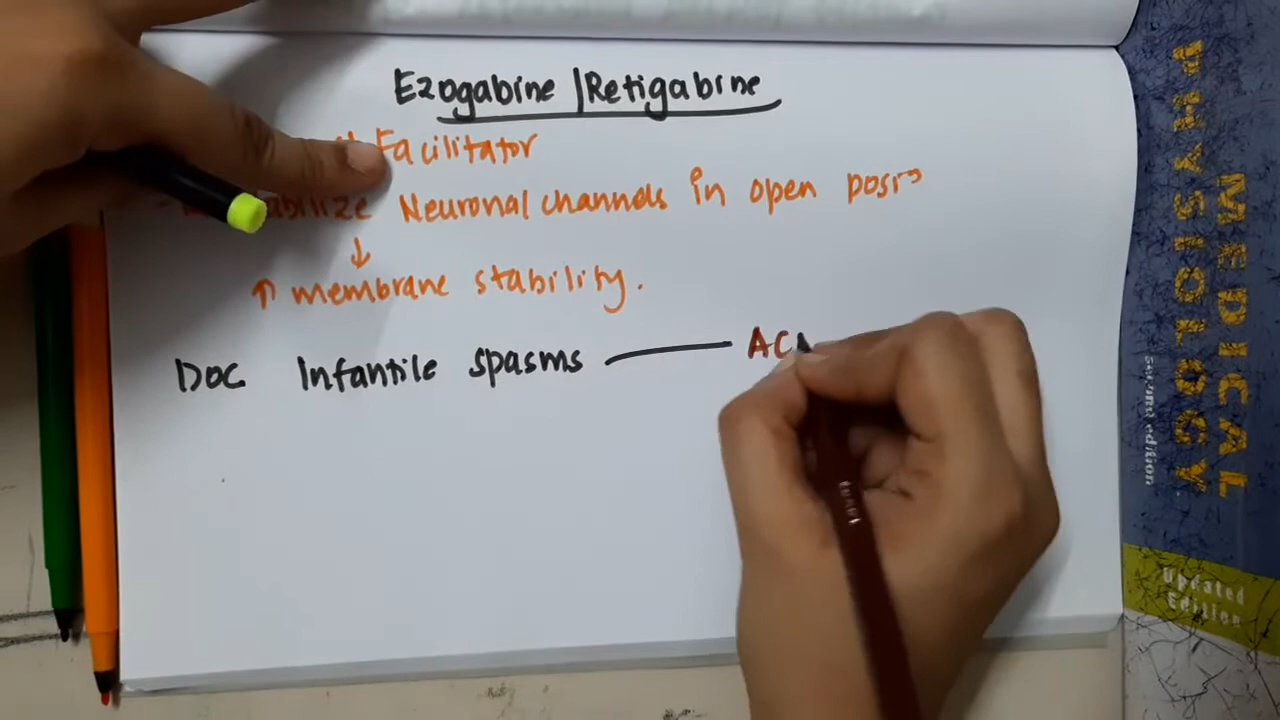 Ezogabine | Retigabine
Facilitator
Neuronal channels in open posi
↓
↑ membrane stability.
DOC Infantile spasms — AC
MEDICAL
PHYSIOLOGY
second edition
Updated
Edition